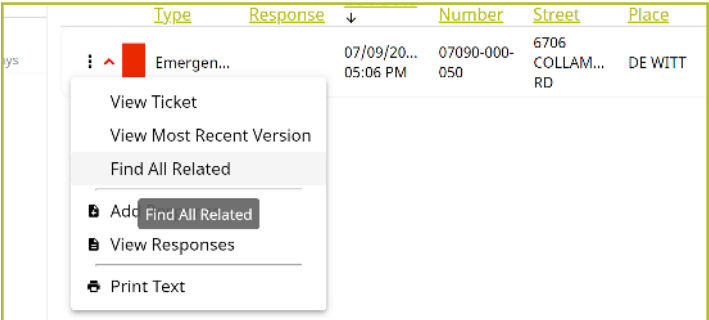 Type Response ↓ Number Street Place
ays
Emergen... 07/09/20... 05:06 PM 07090-000-050 6706 COLLAM... RD DE WITT
View Ticket
View Most Recent Version
Find All Related
Add
Find All Related
View Responses
Print Text